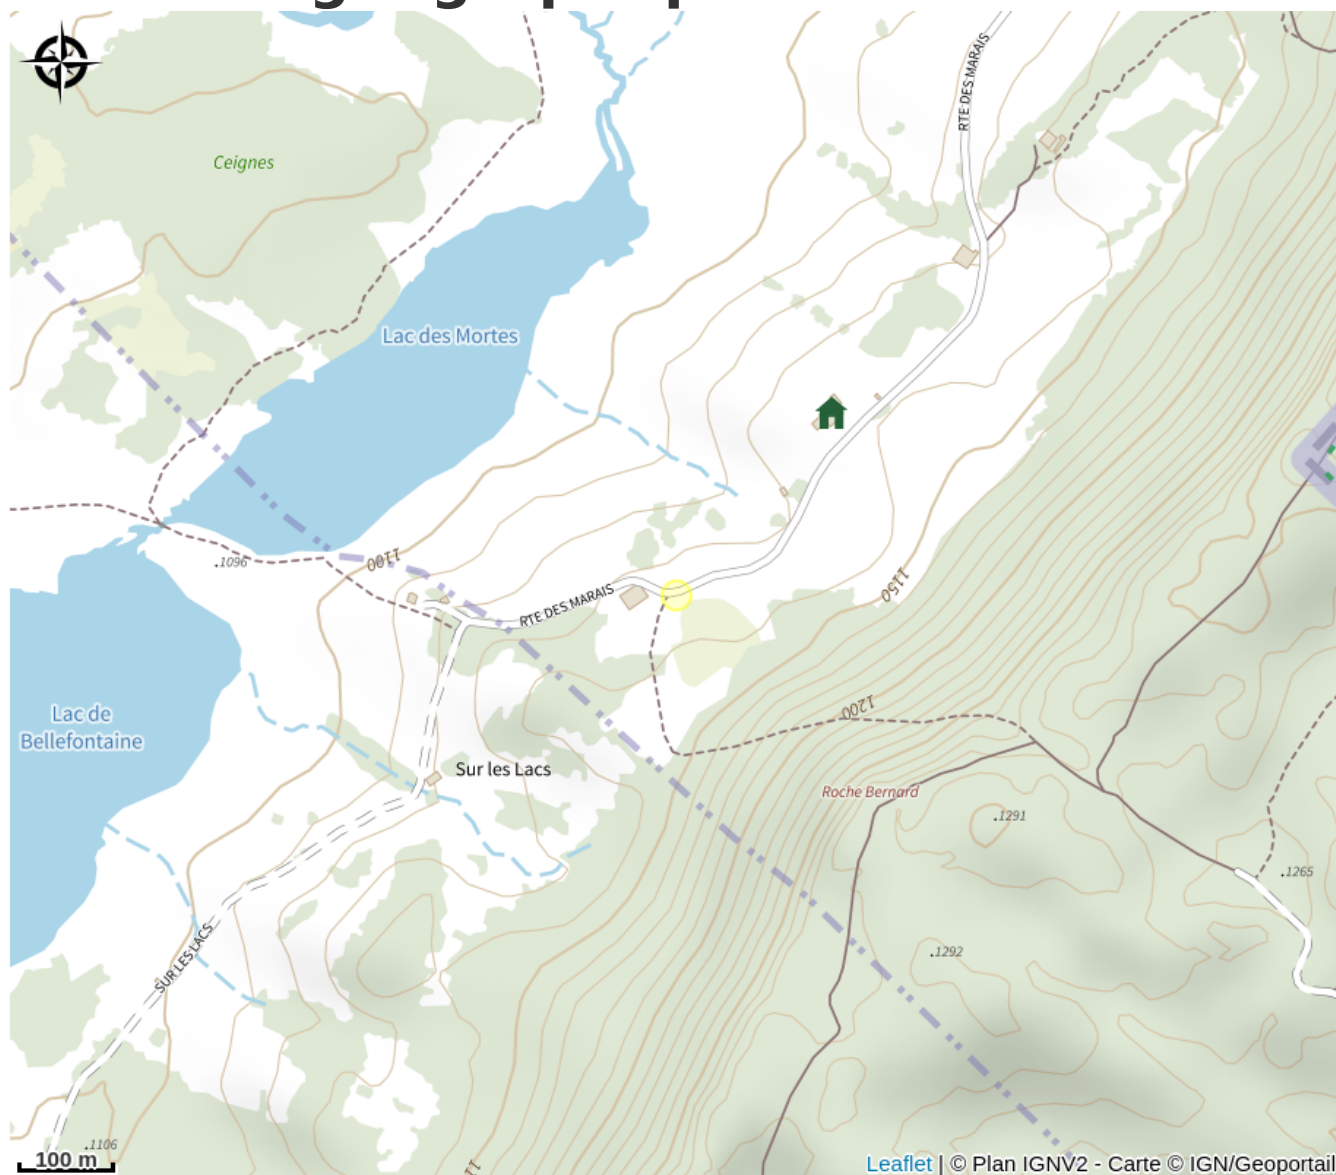 RTE DES MARAIS
Ceignes
Lac des Mortes
1100
.1096
RTE DES MARAIS
1150
Lac de
Bellefontaine
1200
Sur les Lacs
Roche Bernard
.1291
.1265
SUR LES LACS
.1292
.1106
100 m
Leaflet | © Plan IGNV2 - Carte © IGN/Geoportail